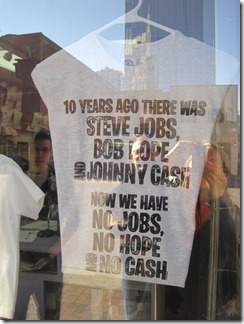 10 YEARS AGO THERE WAS
STEVE JOBS,
BOB HOPE
AND JOHNNY CASH
NOW WE HAVE
NO JOBS,
NO HOPE
AND NO CASH